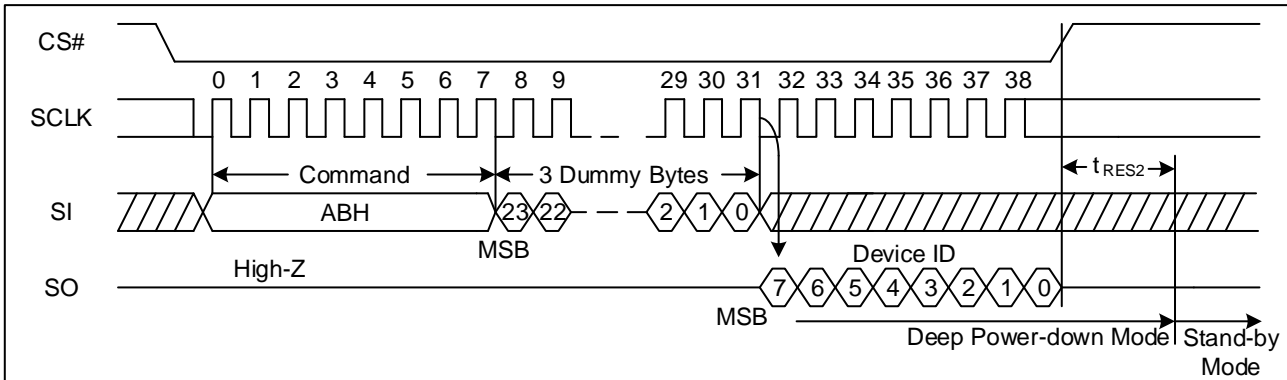 CS#
0 1 2 3 4 5 6 7 8 9 29 30 31 32 33 34 35 36 37 38
SCLK
Command 3 Dummy Bytes tRES2
SI ABH 23 22 2 1 0
MSB
High-Z Device ID
SO 7 6 5 4 3 2 1 0
MSB
Deep Power-down Mode Stand-by
Mode